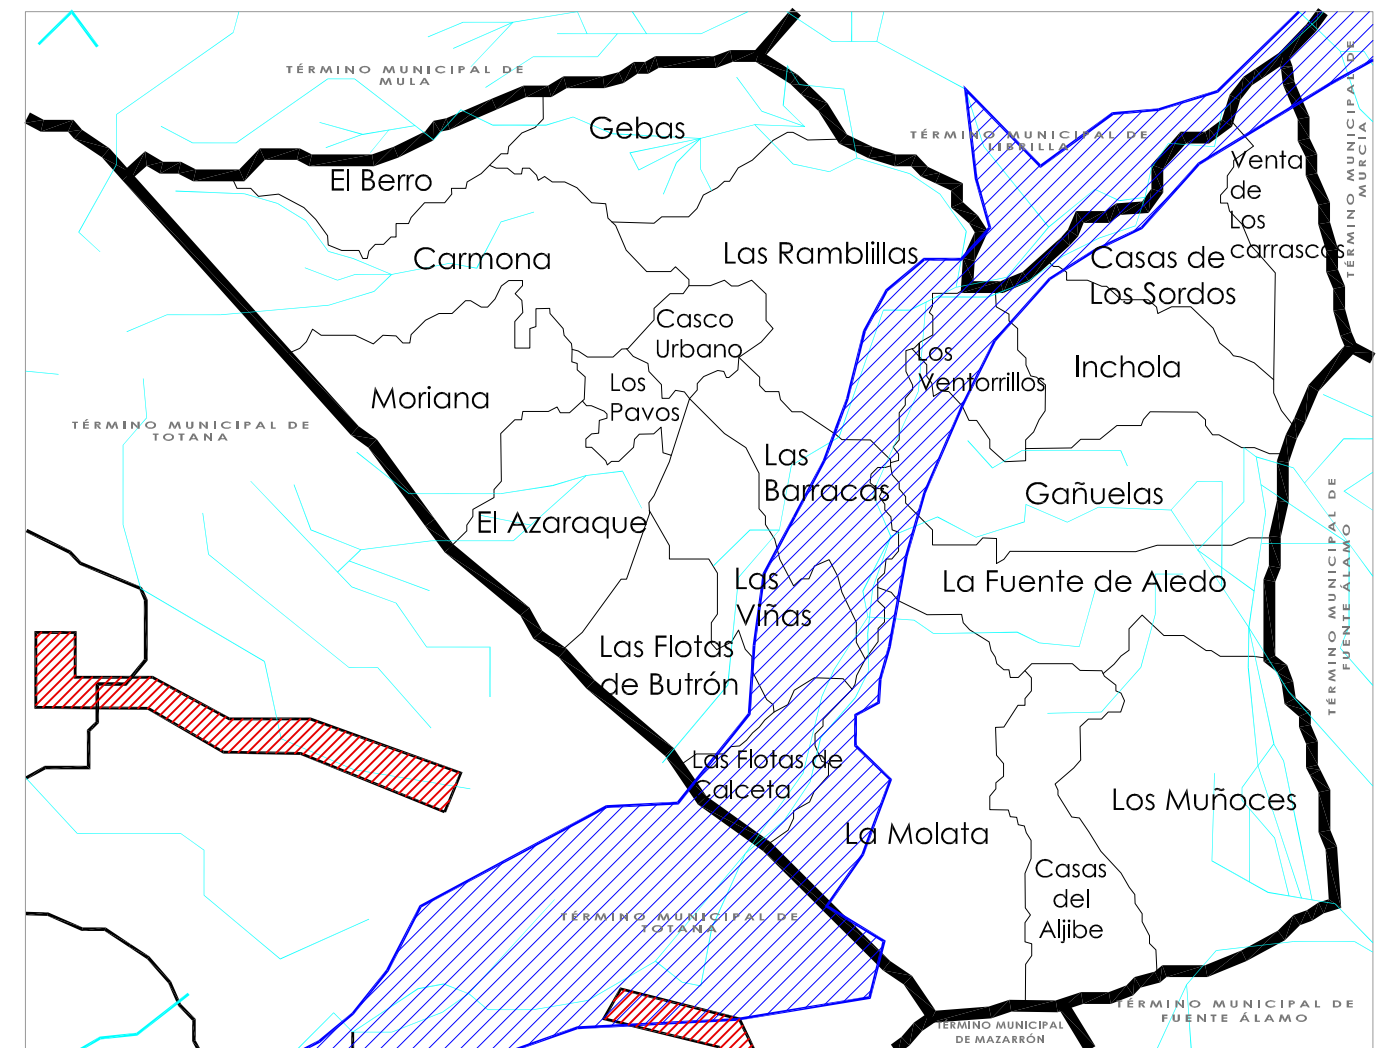 TÉRMINO MUNICIPAL DE
MULA
Gebas
TÉRMINO MUNICIPAL DE
LIBRILLA
TÉRMINO MUNICIPAL DE
MURCIA
El Berro
Venta
de
Los
carrascos
Carmona
Las Ramblillas
Casas de
Los Sordos
Casco
Urbano
Los
Ventorrillos
Inchola
Moriana
Los
Pavos
TÉRMINO MUNICIPAL DE
TOTANA
Las
Barracas
Gañuelas
El Azaraque
TÉRMINO MUNICIPAL DE
FUENTE ÁLAMO
Las
Viñas
La Fuente de Aledo
Las Flotas
de Butrón
Las Flotas de
Calceta
Los Muñoces
La Molata
Casas
del
Aljibe
TÉRMINO MUNICIPAL DE
TOTANA
TÉRMINO MUNICIPAL DE
FUENTE ÁLAMO
TÉRMINO MUNICIPAL
DE MAZARRÓN